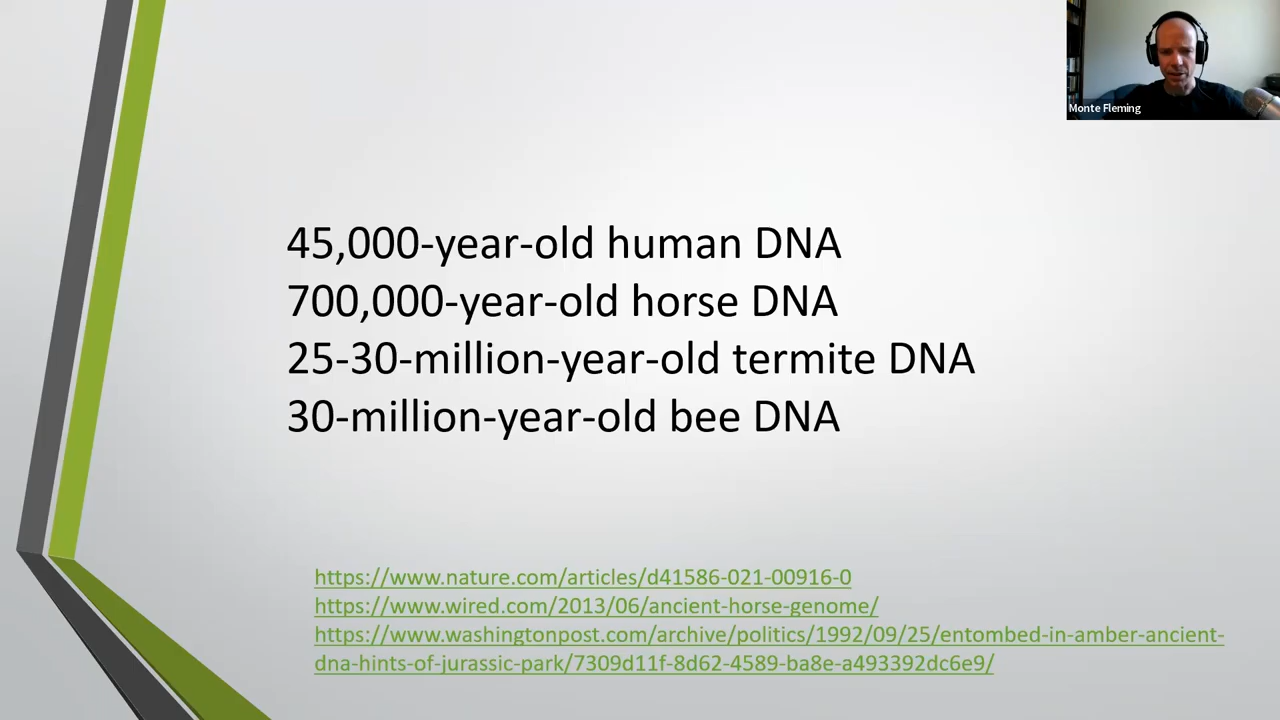 Monte Fleming
45,000-year-old human DNA
700,000-year-old horse DNA
25-30-million-year-old termite DNA
30-million-year-old bee DNA
https://www.nature.com/articles/d41586-021-00916-0
https://www.wired.com/2013/06/ancient-horse-genome/
https://www.washingtonpost.com/archive/politics/1992/09/25/entombed-in-amber-ancient-
dna-hints-of-jurassic-park/7309d11f-8d62-4589-ba8e-a493392dc6e9/